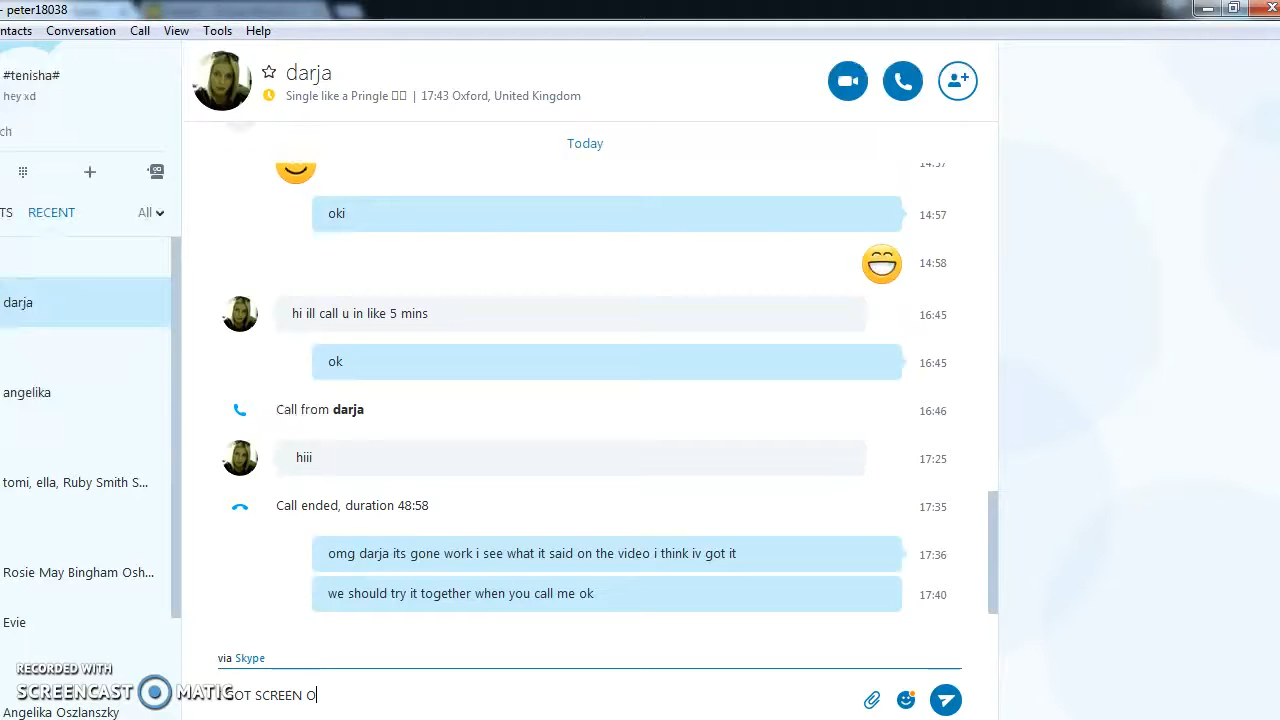 - peter18038
ntacts Conversation Call View Tools Help
#tenisha#
hey xd
ch
TS RECENT All
darja
angelika
tomi, ella, Ruby Smith S...
Rosie May Bingham Osh...
Evie
Angelika Oszlanszky
darja
Single like a Pringle | 17:43 Oxford, United Kingdom
Today
14:57
oki 14:57
14:58
hi ill call u in like 5 mins 16:45
ok 16:45
Call from darja 16:46
hiii 17:25
Call ended, duration 48:58 17:35
omg darja its gone work i see what it said on the video i think iv got it 17:36
we should try it together when you call me ok 17:40
via Skype
GOT SCREEN O
RECORDED WITH
SCREENCAST MATIC